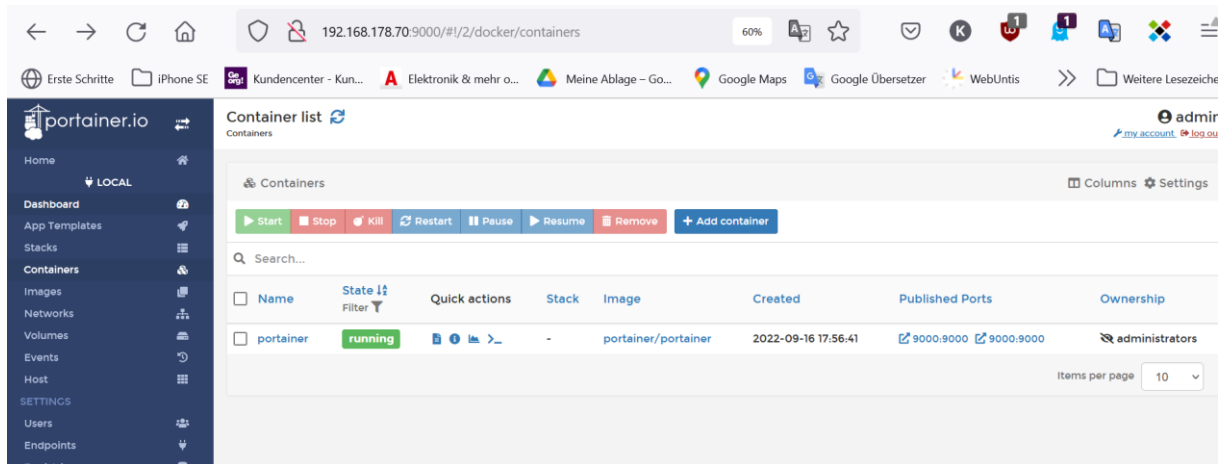 192.168.178.70:9000/#!/2/docker/containers 60% K 1 1
Erste Schritte iPhone SE Ge org! Kundencenter - Kun... A Elektronik & mehr o... Meine Ablage – Go... Google Maps Google Übersetzer WebUntis Weitere Lesezeiche
portainer.io
Container list
Containers
admin
my account log ou
Home
LOCAL
Dashboard
App Templates
Stacks
Containers
Images
Networks
Volumes
Events
Host
SETTINGS
Users
Endpoints
Containers Columns Settings
Start Stop Kill Restart Pause Resume Remove Add container
Search...
Name State Filter Quick actions Stack Image Created Published Ports Ownership
portainer running - portainer/portainer 2022-09-16 17:56:41 9000:9000 9000:9000 administrators
Items per page 10